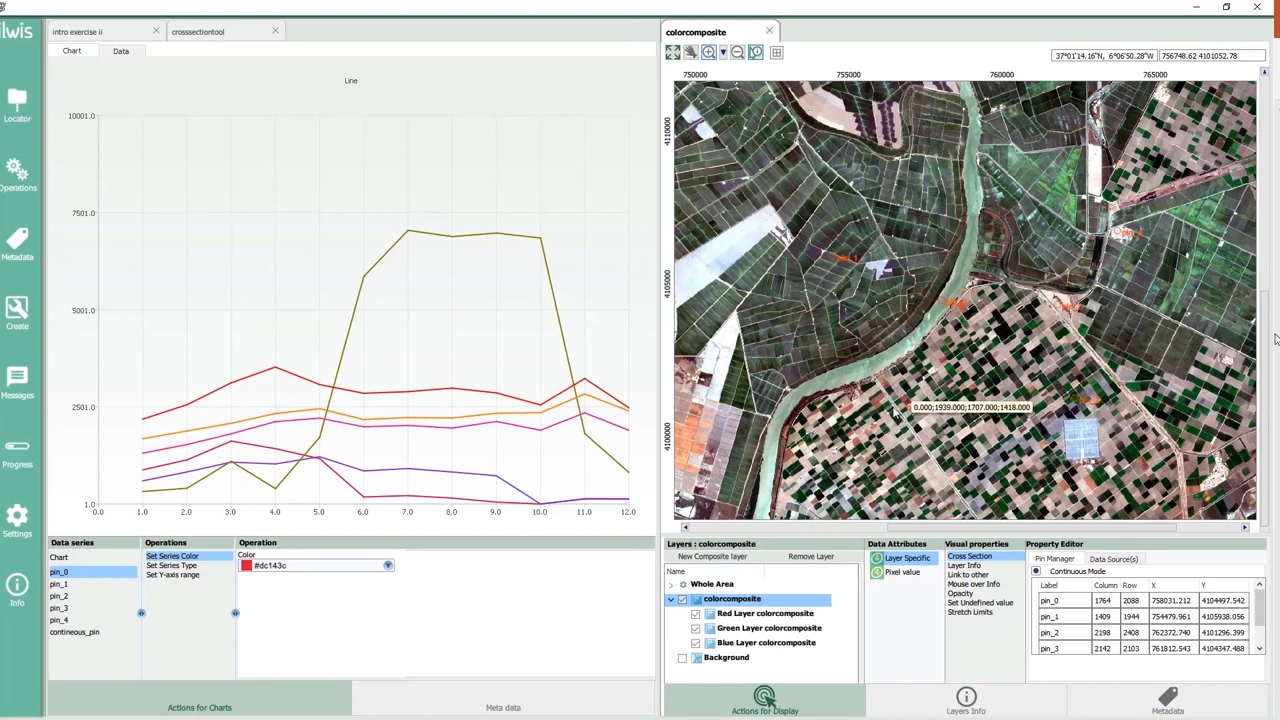 ilwis
intro exercise ii
crosssectiontool
colorcomposite
Chart
Data
37°01'14.16"N, 6°06'50.28"W
756748.62 4101052.78
Line
750000
755000
760000
765000
10001.0
7501.0
5001.0
2501.0
1.0
0.0
1.0
2.0
3.0
4.0
5.0
6.0
7.0
8.0
9.0
10.0
11.0
12.0
4110000
4105000
4100000
0.000;1939.000;1707.000;1418.000
Locator
Operations
Metadata
Create
Messages
Progress
Settings
Info
Data series
Operations
Operation
Chart
pin_0
pin_1
pin_2
pin_3
pin_4
contineous_pin
Set Series Color
Set Series Type
Set Y-axis range
Color
#dc143c
Actions for Charts
Meta data
Layers : colorcomposite
New Composite layer
Remove Layer
Name
Whole Area
colorcomposite
Red Layer colorcomposite
Green Layer colorcomposite
Blue Layer colorcomposite
Background
Data Attributes
Layer Specific
Pixel value
Visual properties
Cross Section
Layer Info
Link to other
Mouse over Info
Opacity
Set Undefined value
Stretch Limits
Property Editor
Pin Manager
Data Source(s)
Continuous Mode
Label Column Row X Y
pin_0 1764 2088 758031.212 4104497.542
pin_1 1409 1944 754479.961 4105938.056
pin_2 2198 2408 762372.740 4101296.399
pin_3 2142 2103 761812.543 4104347.488
Actions for Display
Layers Info
Metadata